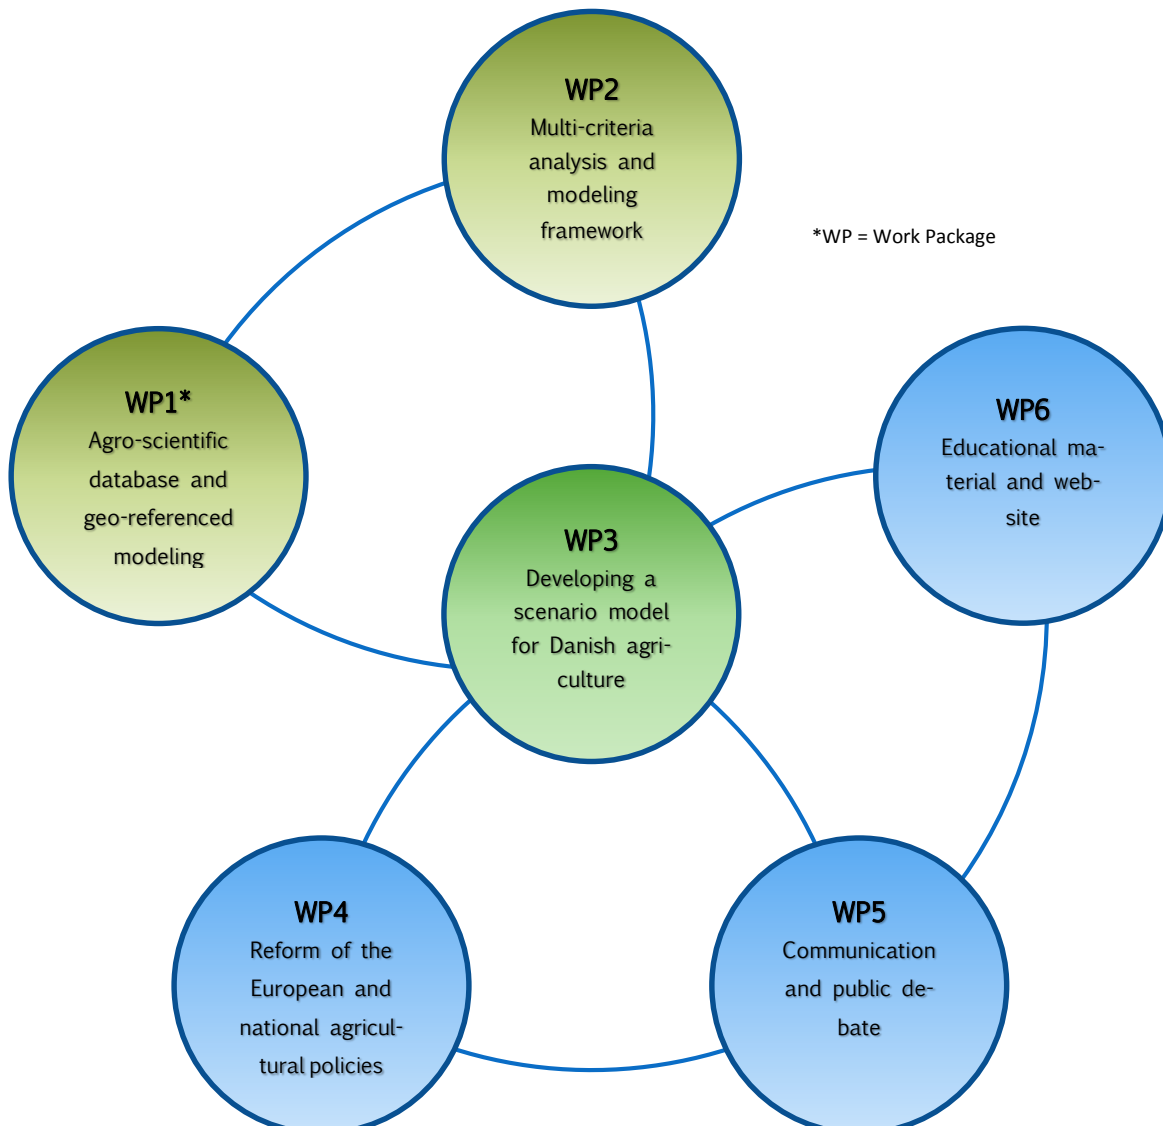 WP2
Multi-criteria
analysis and
modeling
framework
*WP = Work Package
WP1*
Agro-scientific
database and
geo-referenced
modeling
WP6
Educational ma-
terial and web-
site
WP3
Developing a
scenario model
for Danish agri-
culture
WP4
Reform of the
European and
national agricul-
tural policies
WP5
Communication
and public de-
bate